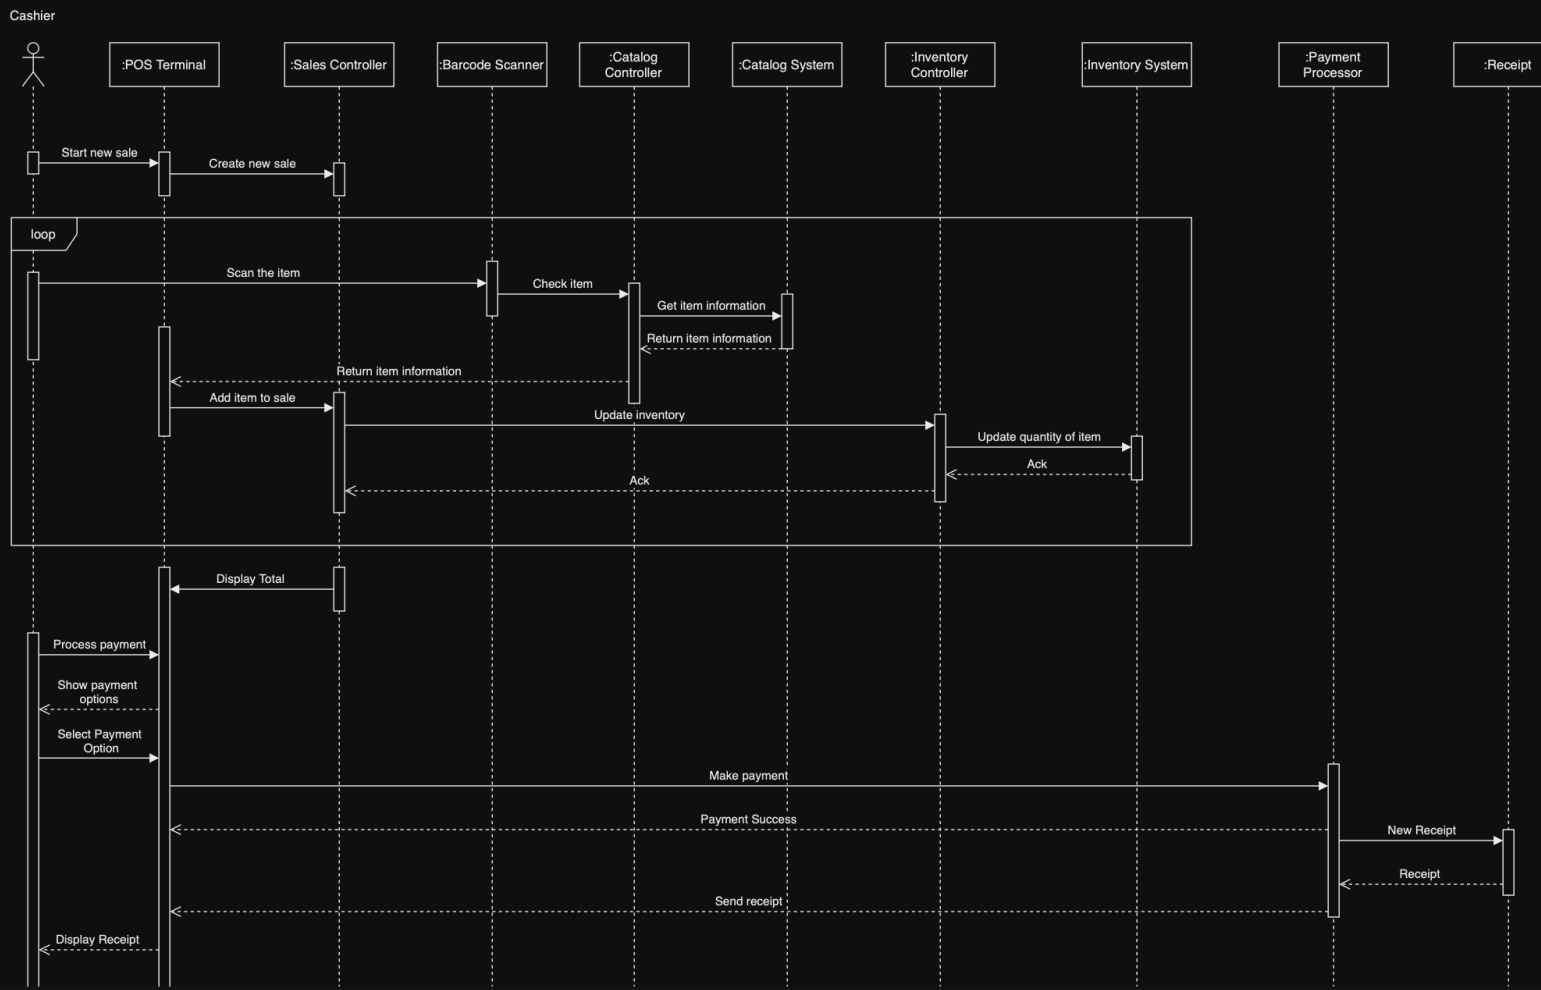 Cashier
:POS Terminal
:Sales Controller
:Barcode Scanner
:Catalog
Controller
:Catalog System
:Inventory
Controller
:Inventory System
:Payment
Processor
:Receipt
Start new sale
Create new sale
loop
Scan the item
Check item
Get item information
Return item information
Return item information
Add item to sale
Update inventory
Update quantity of item
Ack
Ack
Display Total
Process payment
Show payment
options
Select Payment
Option
Make payment
Payment Success
New Receipt
Receipt
Send receipt
Display Receipt